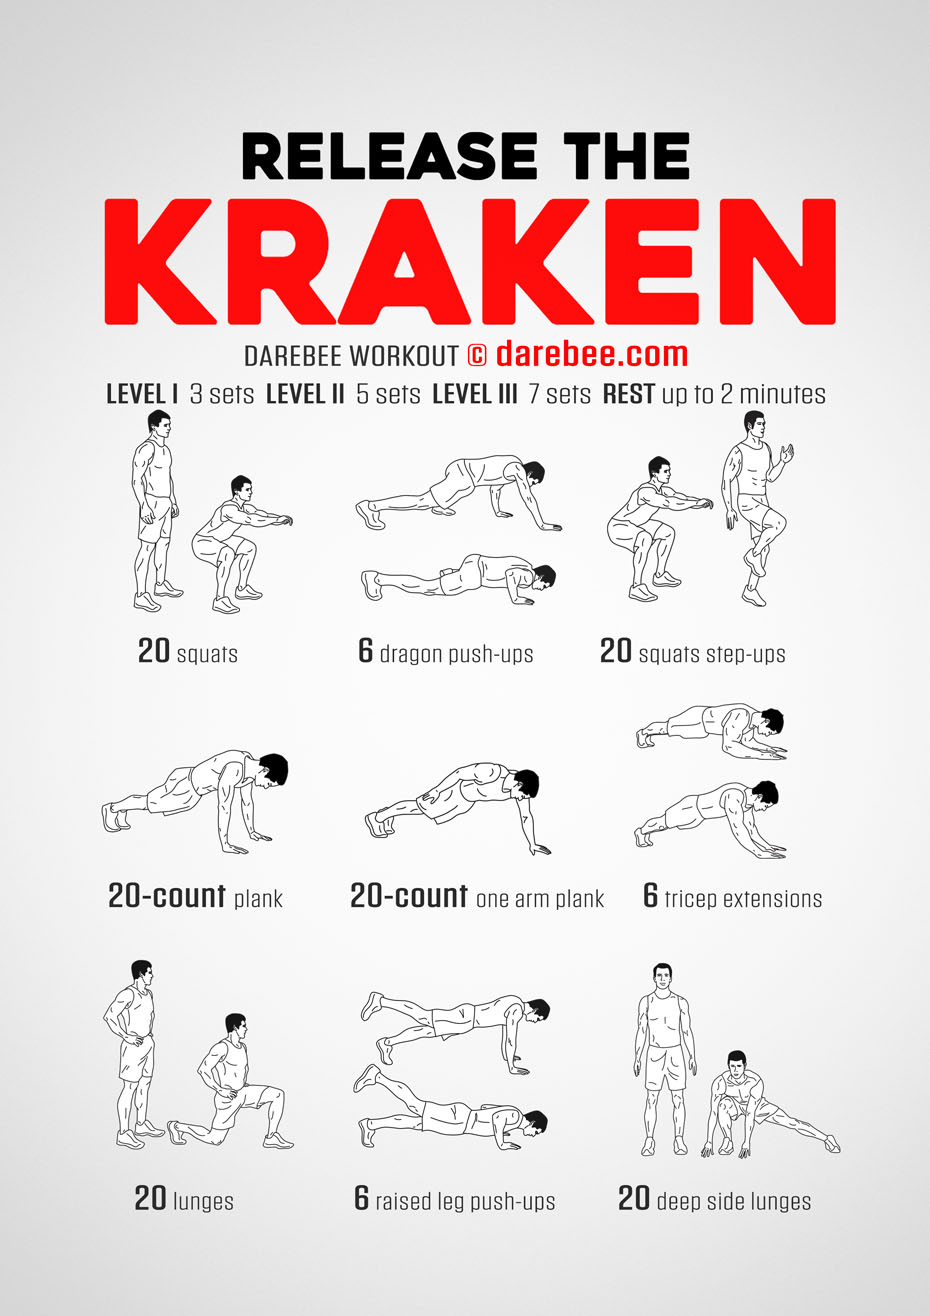 RELEASE THE
KRAKEN
DAREBEE WORKOUT © darebee.com
LEVEL I 3 sets LEVEL II 5 sets LEVEL III 7 sets REST up to 2 minutes
20 squats
6 dragon push-ups
20 squats step-ups
20-count plank
20-count one arm plank
6 tricep extensions
20 lunges
6 raised leg push-ups
20 deep side lunges